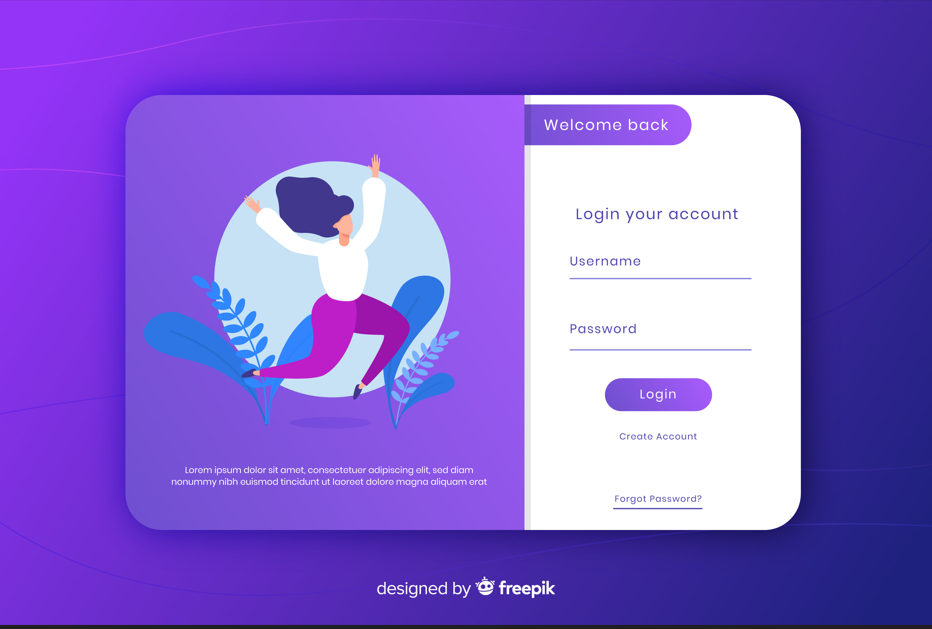 Welcome back
Login your account
Username
Password
Login
Create Account
Forgot Password?
Lorem ipsum dolor sit amet, consectetuer adipiscing elit, sed diam
nonummy nibh euismod tincidunt ut laoreet dolore magna aliquam erat
designed by freepik